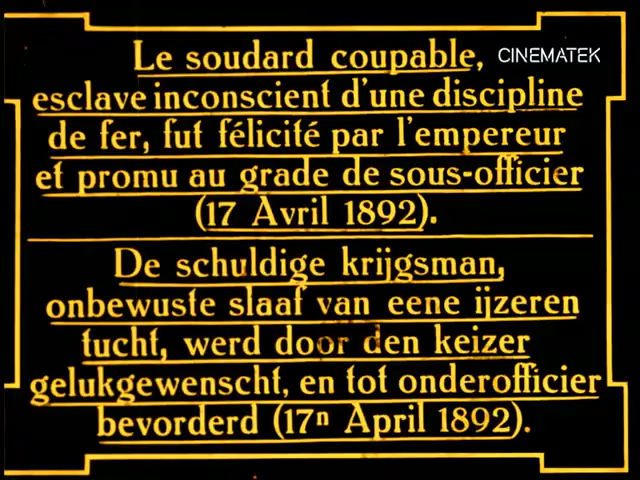 Le soudard coupable,
CINEMATEK
esclave inconscient d'une discipline
de fer, fut félicité par l'empereur
et promu au grade de sous-officier
(17 Avril 1892).
De schuldige krijgsman,
onbewuste slaaf van eene ijzeren
tucht, werd door den keizer
gelukgewenscht, en tot onderofficier
bevorderd (17n April 1892).